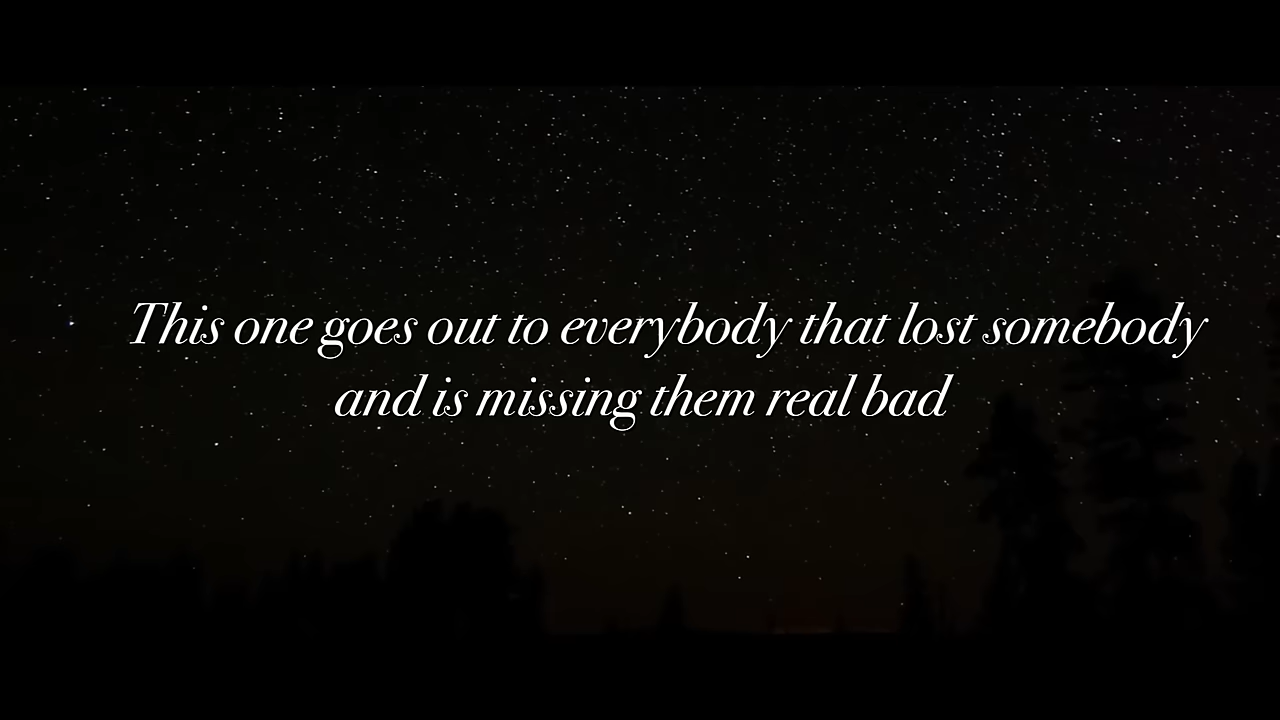 This one goes out to everybody that lost somebody
and is missing them real bad